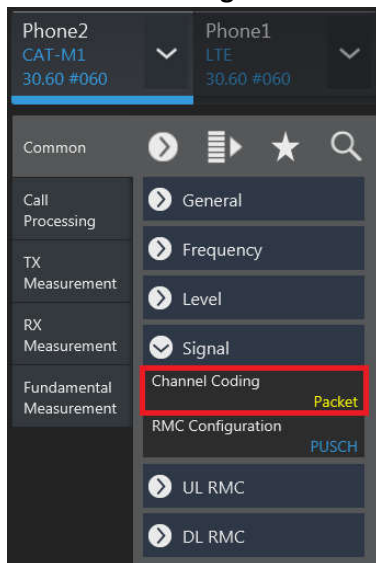 Phone2
CAT-M1
30.60 #060
Phone1
LTE
30.60 #060
Common
Call
Processing
TX
Measurement
RX
Measurement
Fundamental
Measurement
General
Frequency
Level
Signal
Channel Coding
Packet
RMC Configuration
PUSCH
UL RMC
DL RMC